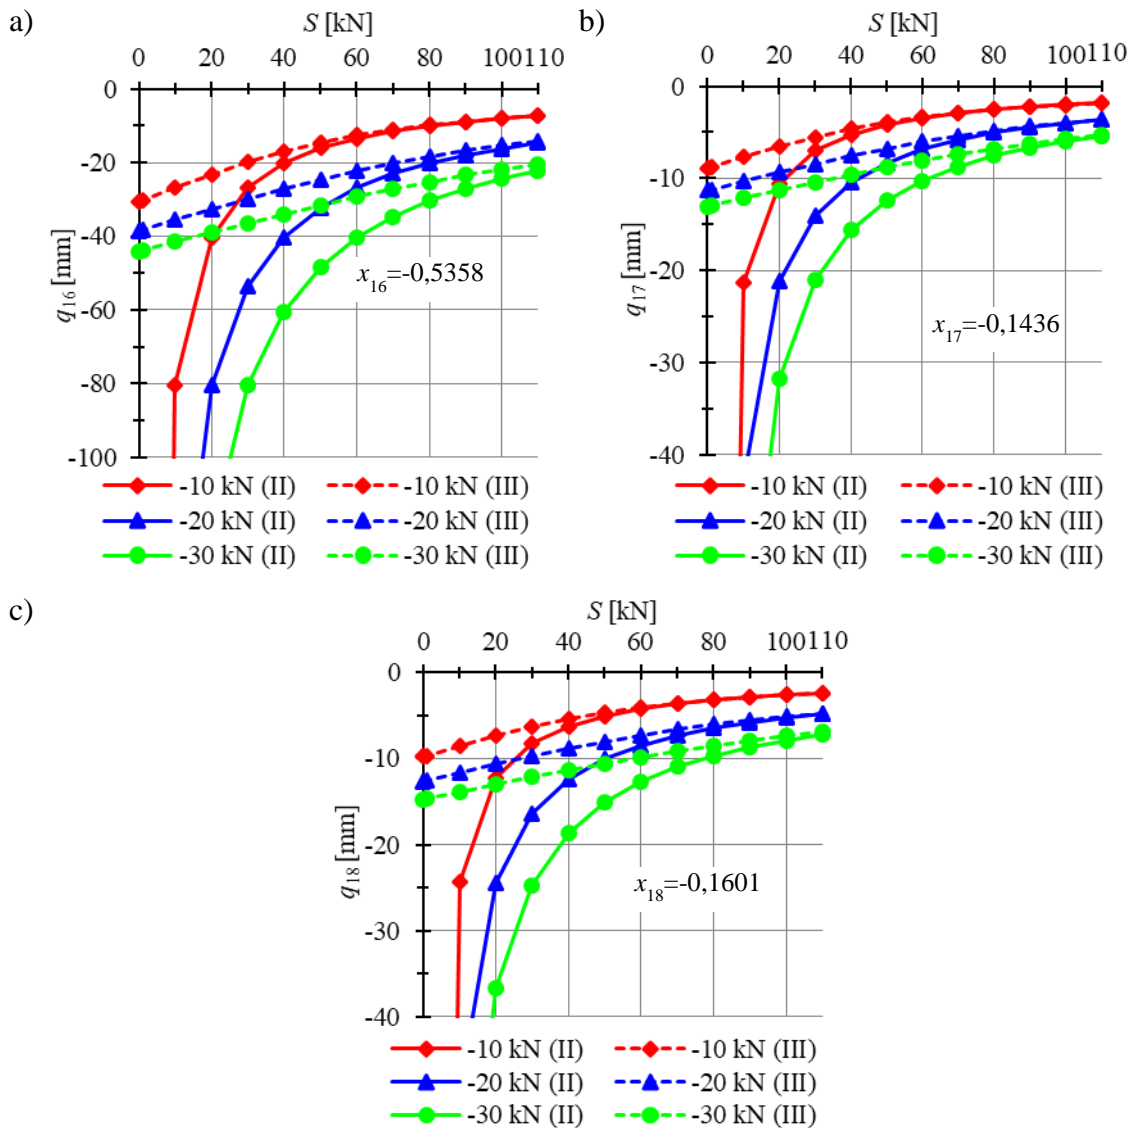 a)
S [kN]
0 20 40 60 80 100110
0
-20
-40
-60
-80
-100
q16 [mm]
x16=-0,5358
-10 kN (II) -10 kN (III)
-20 kN (II) -20 kN (III)
-30 kN (II) -30 kN (III)
b)
S [kN]
0 20 40 60 80 100110
0
-10
-20
-30
-40
q17 [mm]
x17=-0,1436
-10 kN (II) -10 kN (III)
-20 kN (II) -20 kN (III)
-30 kN (II) -30 kN (III)
c)
S [kN]
0 20 40 60 80 100110
0
-10
-20
-30
-40
q18 [mm]
x18=-0,1601
-10 kN (II) -10 kN (III)
-20 kN (II) -20 kN (III)
-30 kN (II) -30 kN (III)